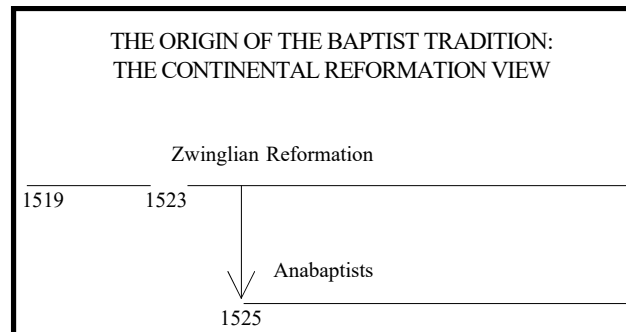 THE ORIGIN OF THE BAPTIST TRADITION:
THE CONTINENTAL REFORMATION VIEW
Zwinglian Reformation
1519
1523
Anabaptists
1525